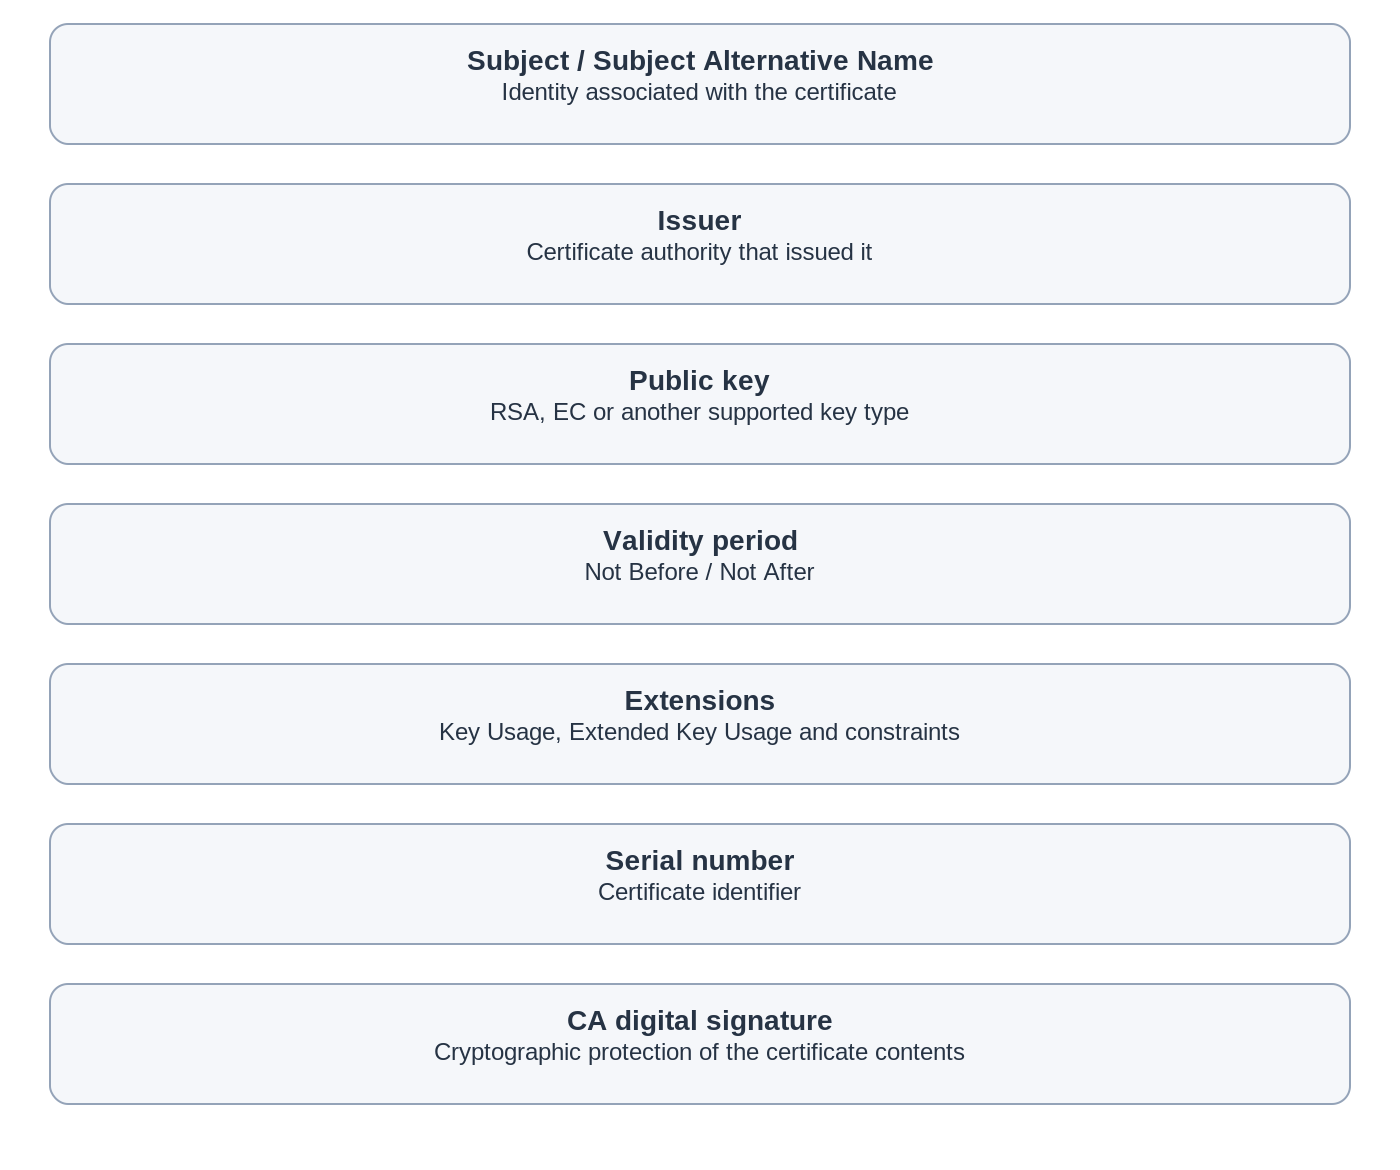 Subject / Subject Alternative Name
Identity associated with the certificate
Issuer
Certificate authority that issued it
Public key
RSA, EC or another supported key type
Validity period
Not Before / Not After
Extensions
Key Usage, Extended Key Usage and constraints
Serial number
Certificate identifier
CA digital signature
Cryptographic protection of the certificate contents